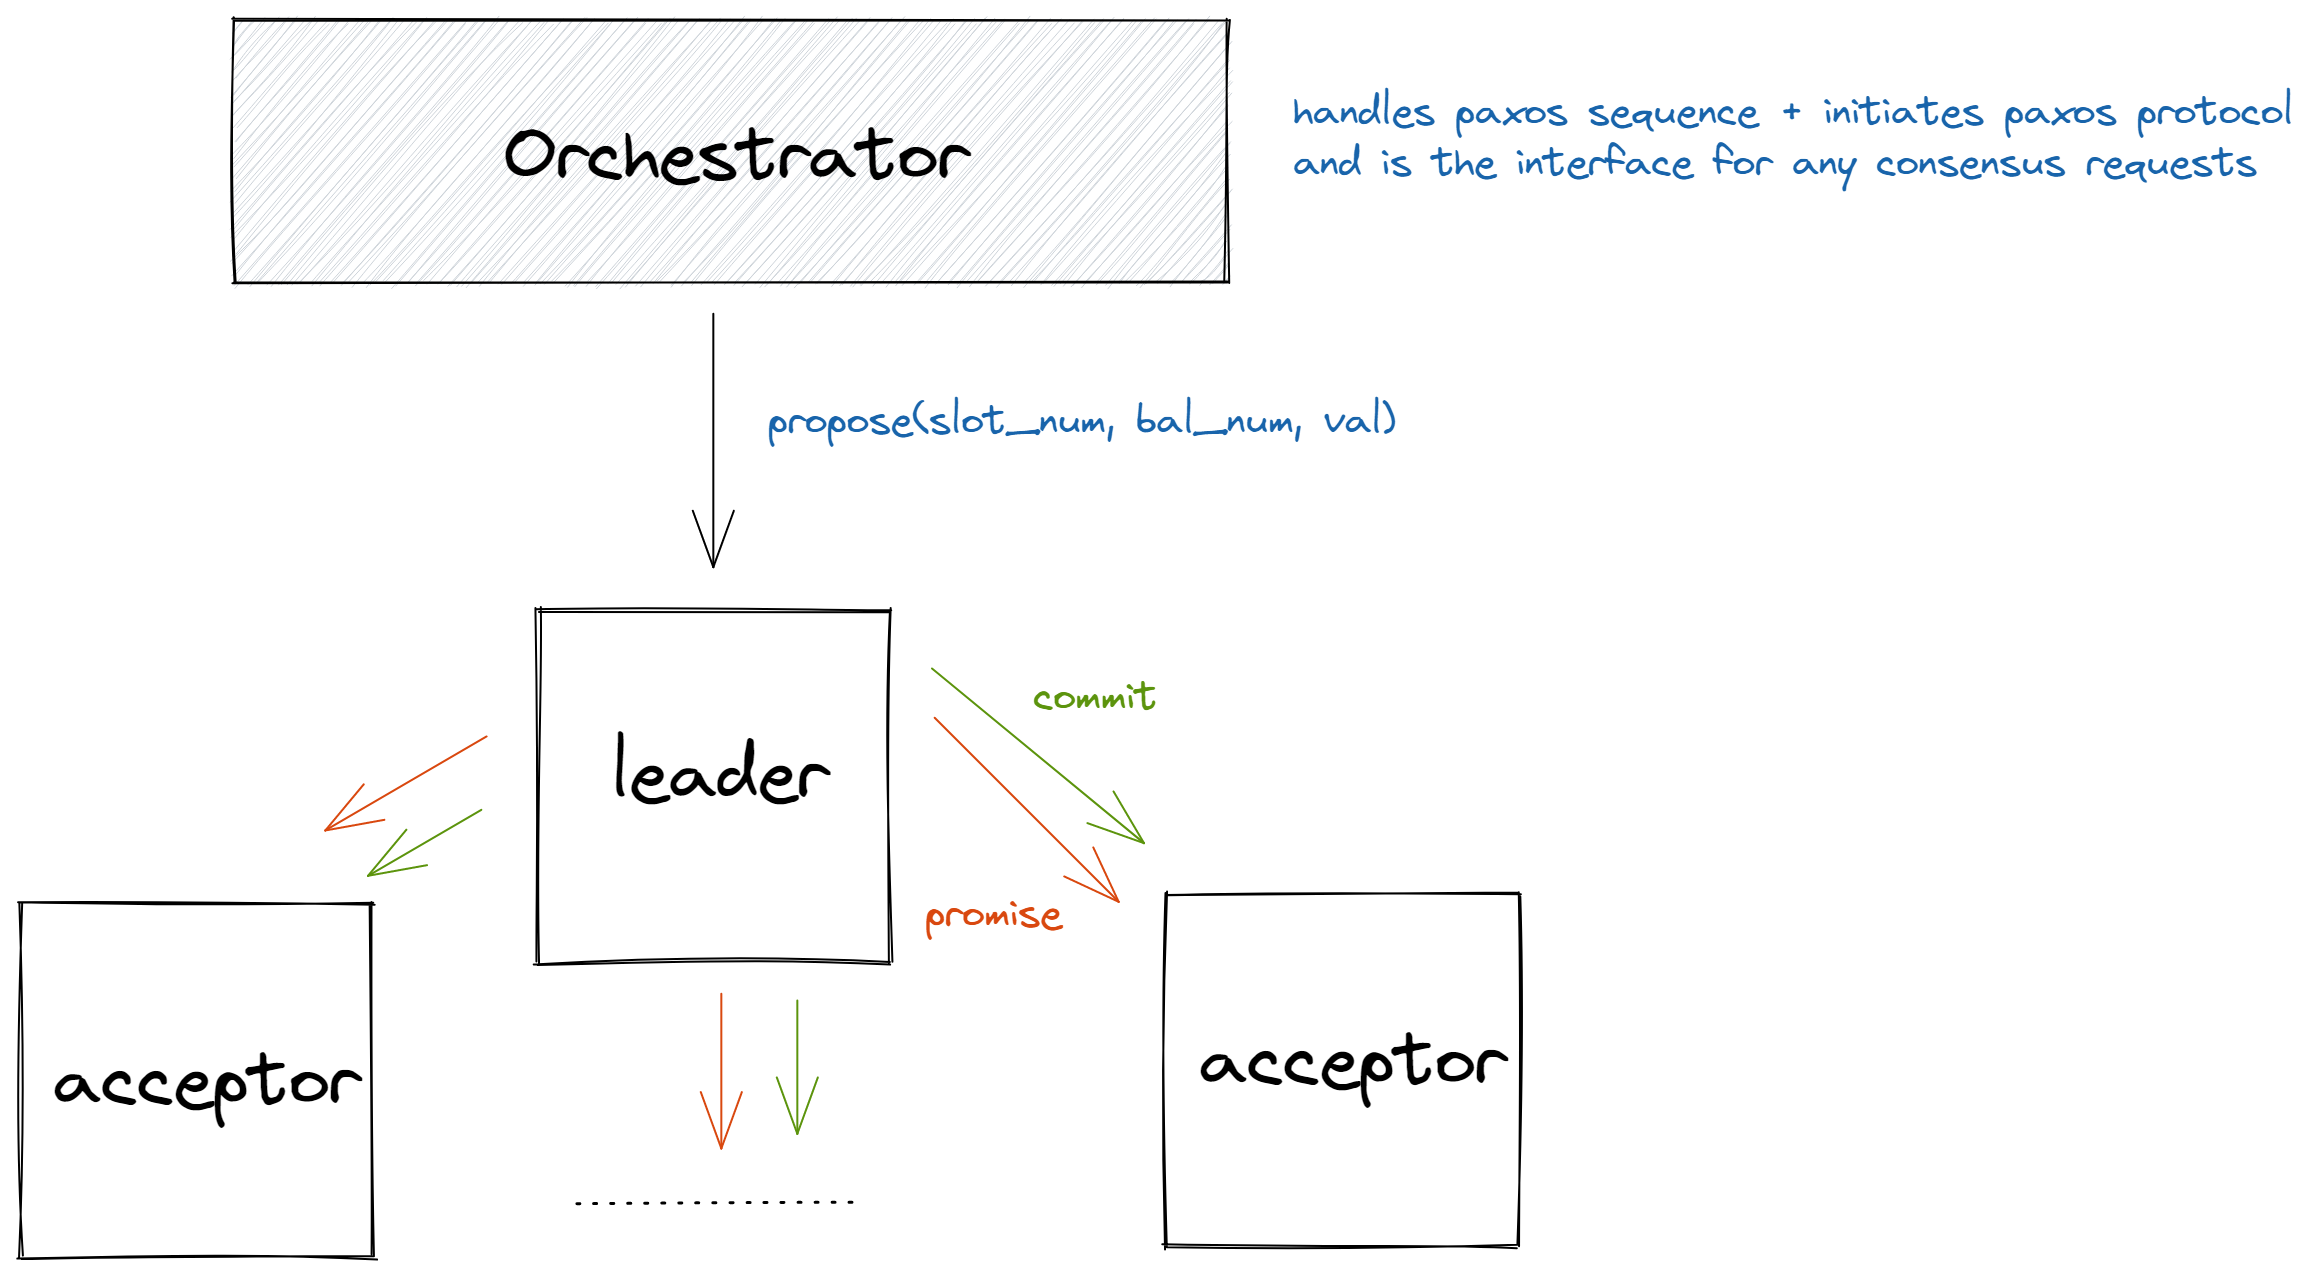 Orchestrator
handles paxos sequence + initiates paxos protocol
and is the interface for any consensus requests
propose(slot_num, bal_num, val)
leader
commit
promise
acceptor
acceptor